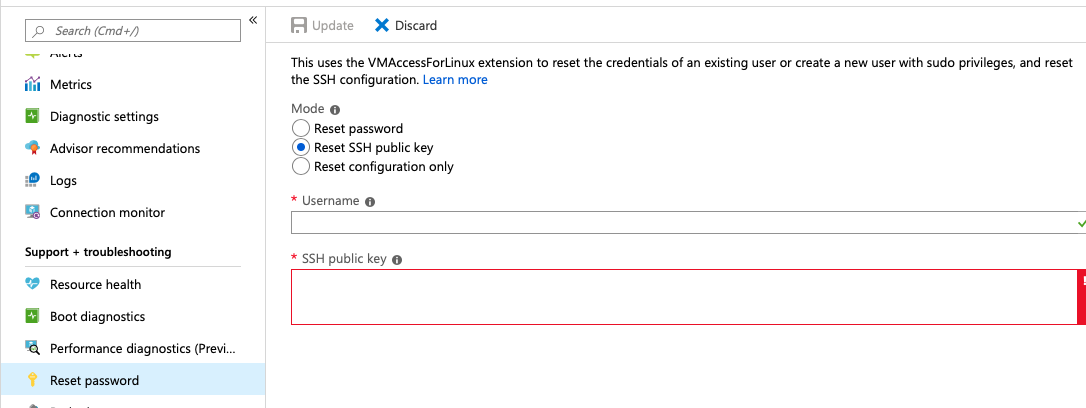 Search (Cmd+/)
«
Alerts
Metrics
Diagnostic settings
Advisor recommendations
Logs
Connection monitor
Support + troubleshooting
Resource health
Boot diagnostics
Performance diagnostics (Previ...
Reset password
Update
Discard
This uses the VMAccessForLinux extension to reset the credentials of an existing user or create a new user with sudo privileges, and reset
the SSH configuration. Learn more
Mode
Reset password
Reset SSH public key
Reset configuration only
* Username
* SSH public key